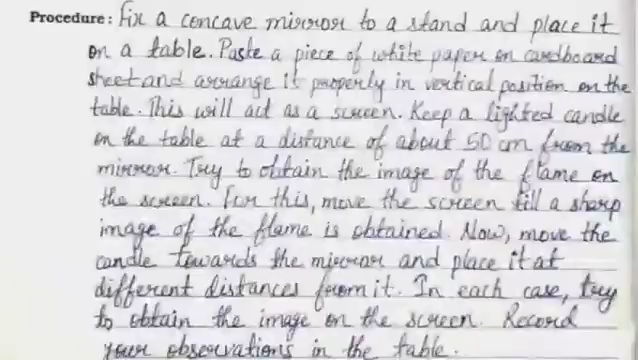 Procedure: Fix a concave mirror to a stand and place it
on a table. Paste a piece of white paper on cardboard
sheet and arrange it properly in vertical position on the
table. This will act as a screen. Keep a lighted candle
on the table at a distance of about 50 cm from the
mirror. Try to obtain the image of the flame on
the screen. For this, move the screen till a sharp
image of the flame is obtained. Now, move the
candle towards the mirror and place it at
different distances from it. In each case, try
to obtain the image on the screen. Record
your observations in the table.